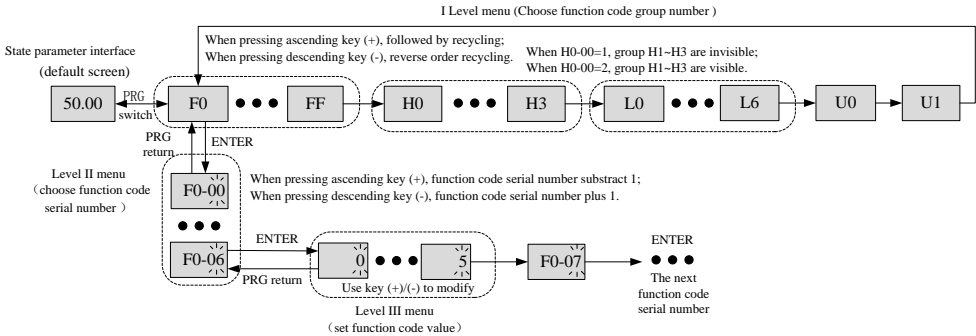 I Level menu (Choose function code group number )
State parameter interface
(default screen)
When pressing ascending key (+), followed by recycling;
When pressing descending key (-), reverse order recycling.
When H0-00=1, group H1~H3 are invisible;
When H0-00=2, group H1~H3 are visible.
50.00
PRG
switch
F0
FF
H0
H3
L0
L6
U0
U1
PRG
return
ENTER
Level II menu
(choose function code
serial number )
F0-00
When pressing ascending key (+), function code serial number substract 1;
When pressing descending key (-), function code serial number plus 1.
F0-06
ENTER
PRG return
0
5
Use key (+)/(-) to modify
Level III menu
(set function code value)
F0-07
ENTER
The next
function code
serial number